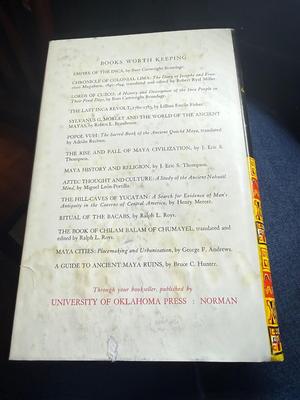 BOOKS WORTH KEEPING
EMPIRE OF THE INCA, by Burr Cartwright Brundage.
CHRONICLE OF COLONIAL LIMA: The Diary of Josephe and Fran-
cisco Mugaburu, 1640–1694, translated and edited by Robert Ryal Miller.
LORDS OF CUZCO: A History and Description of the Inca People in
Their Final Days, by Burr Cartwright Brundage.
THE LAST INCA REVOLT, 1780–1783, by Lillian Estelle Fisher.
SYLVANUS G. MORLEY AND THE WORLD OF THE ANCIENT
MAYAS, by Robert L. Brunhouse.
POPOL VUH: The Sacred Book of the Ancient Quiché Maya, translated
by Adrián Recinos.
THE RISE AND FALL OF MAYA CIVILIZATION, by J. Eric S.
Thompson.
MAYA HISTORY AND RELIGION, by J. Eric S. Thompson.
AZTEC THOUGHT AND CULTURE: A Study of the Ancient Nahuatl
Mind, by Miguel León-Portilla.
THE HILL-CAVES OF YUCATAN: A Search for Evidence of Man's
Antiquity in the Caverns of Central America, by Henry Mercer.
RITUAL OF THE BACABS, by Ralph L. Roys.
THE BOOK OF CHILAM BALAM OF CHUMAYEL, translated and
edited by Ralph L. Roys.
MAYA CITIES: Placemaking and Urbanization, by George F. Andrews.
A GUIDE TO ANCIENT MAYA RUINS, by Bruce C. Hunter.
Through your bookseller, published by
UNIVERSITY OF OKLAHOMA PRESS : NORMAN